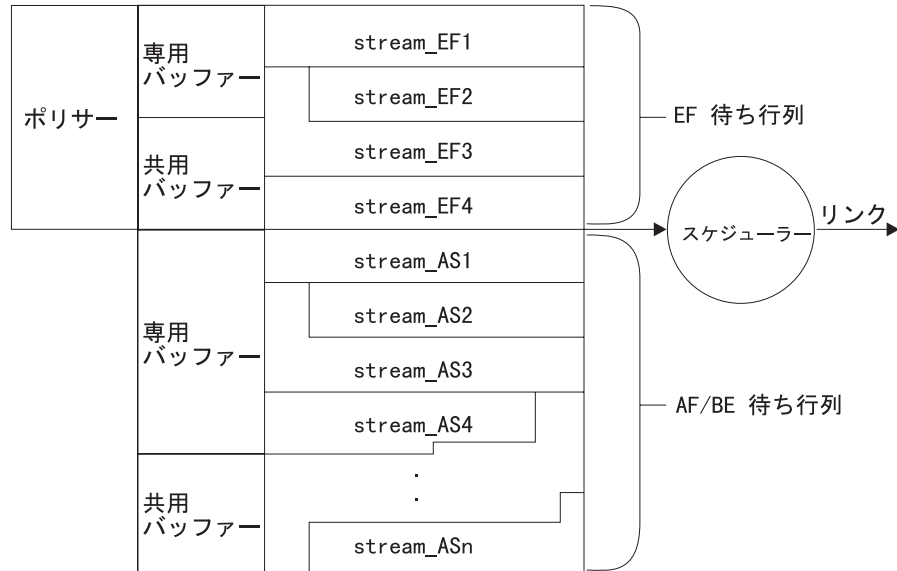 専用
バッファー
stream_EF1
stream_EF2
ポリサー
EF 待ち行列
共用
バッファー
stream_EF3
stream_EF4
スケジューラー
リンク
専用
バッファー
stream_AS1
stream_AS2
stream_AS3
AF/BE 待ち行列
stream_AS4
.
.
共用
バッファー
stream_ASn